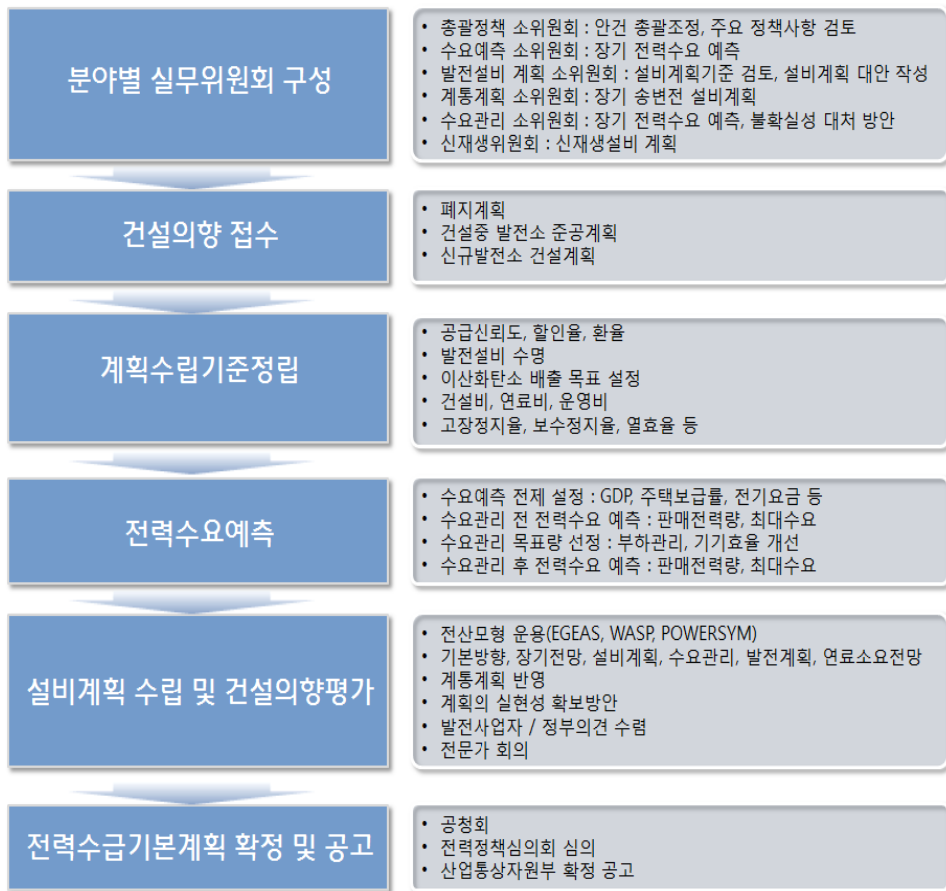 분야별 실무위원회 구성
• 총괄정책 소위원회 : 안건 총괄조정, 주요 정책사항 검토
• 수요예측 소위원회 : 장기 전력수요 예측
• 발전설비 계획 소위원회 : 설비계획기준 검토, 설비계획 대안 작성
• 계통계획 소위원회 : 장기 송변전 설비계획
• 수요관리 소위원회 : 장기 전력수요 예측, 불확실성 대처 방안
• 신재생위원회 : 신재생설비 계획
건설의향 접수
• 폐지계획
• 건설중 발전소 준공계획
• 신규발전소 건설계획
계획수립기준정립
• 공급신뢰도, 할인율, 환율
• 발전설비 수명
• 이산화탄소 배출 목표 설정
• 건설비, 연료비, 운영비
• 고장정지율, 보수정지율, 열효율 등
전력수요예측
• 수요예측 전제 설정 : GDP, 주택보급률, 전기요금 등
• 수요관리 전 전력수요 예측 : 판매전력량, 최대수요
• 수요관리 목표량 선정 : 부하관리, 기기효율 개선
• 수요관리 후 전력수요 예측 : 판매전력량, 최대수요
설비계획 수립 및 건설의향평가
• 전산모형 운용(EGEAS, WASP, POWERSYM)
• 기본방향, 장기전망, 설비계획, 수요관리, 발전계획, 연료소요전망
• 계통계획 반영
• 계획의 실현성 확보방안
• 발전사업자 / 정부의견 수렴
• 전문가 회의
전력수급기본계획 확정 및 공고
• 공청회
• 전력정책심의회 심의
• 산업통상자원부 확정 공고